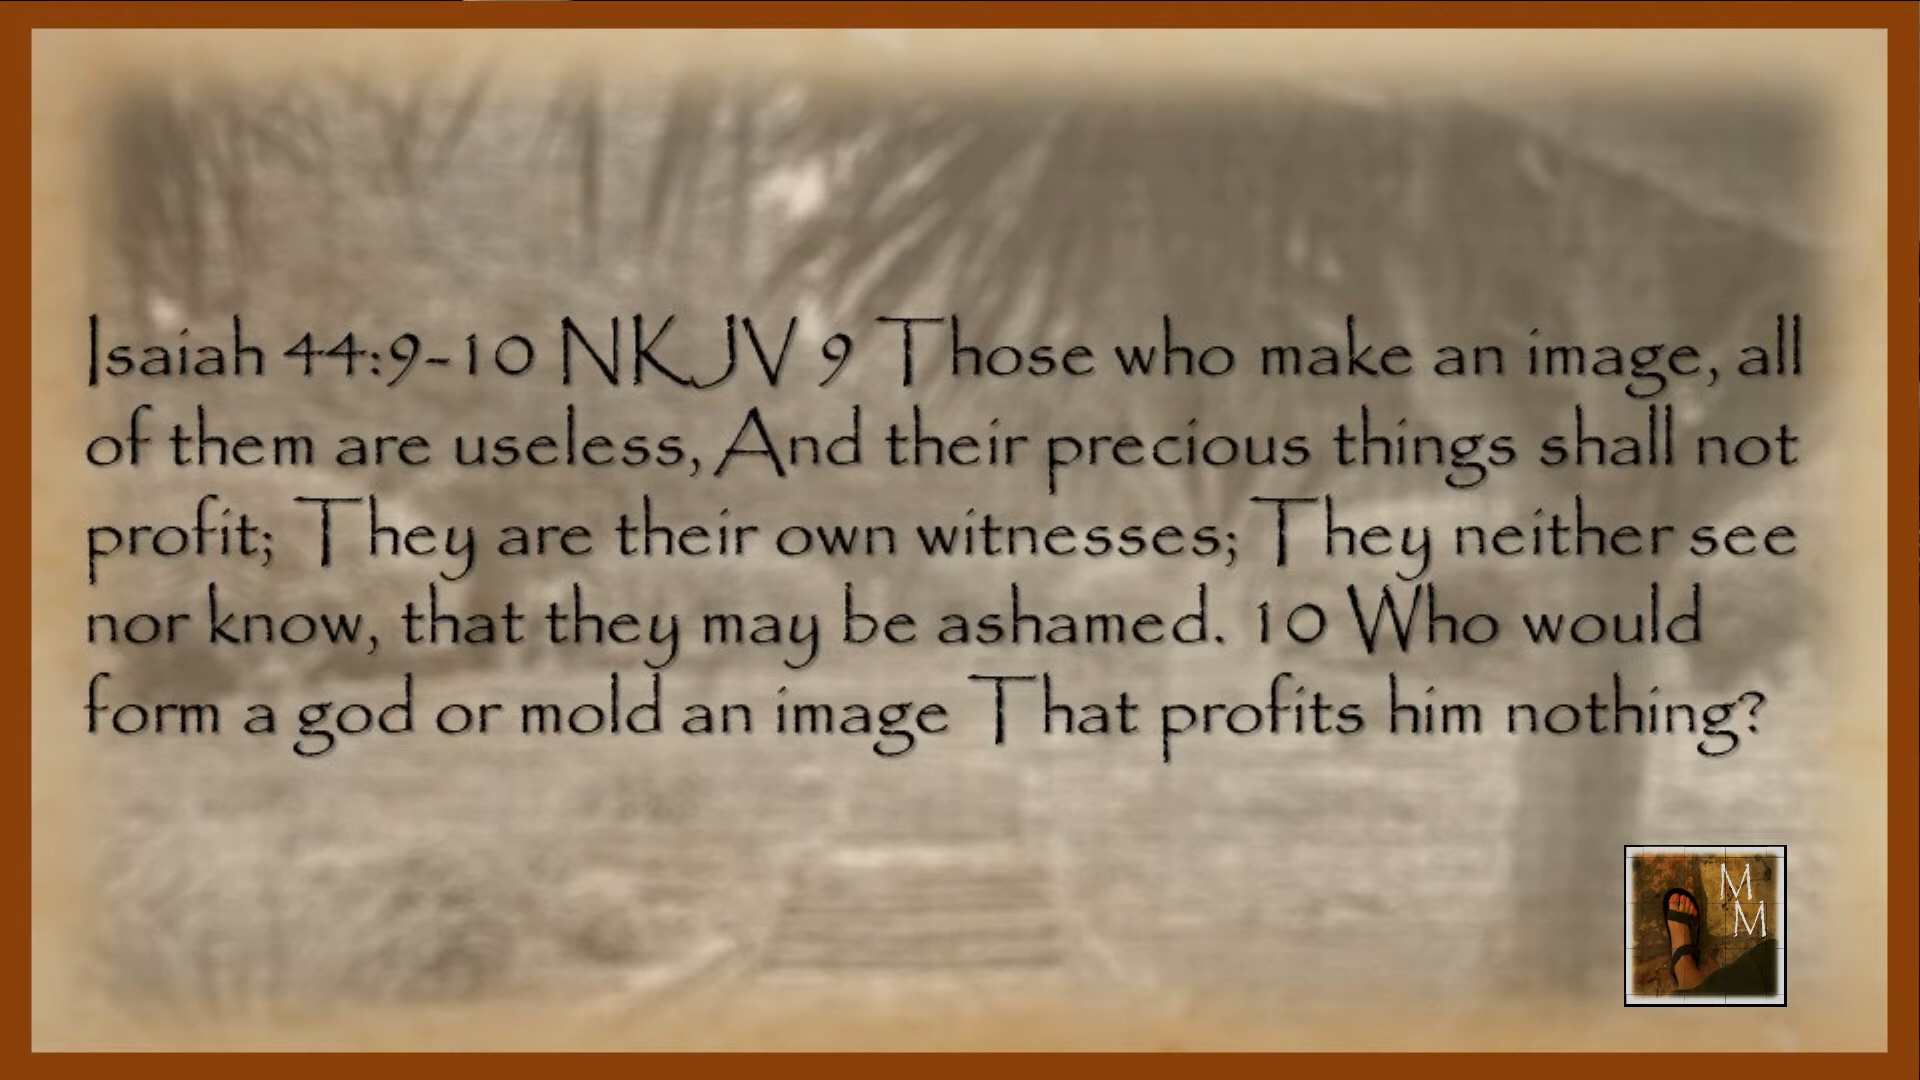 Isaiah 44:9-10 NKJV 9 Those who make an image, all
of them are useless, And their precious things shall not
profit; They are their own witnesses; They neither see
nor know, that they may be ashamed. 10 Who would
form a god or mold an image That profits him nothing?
M
M